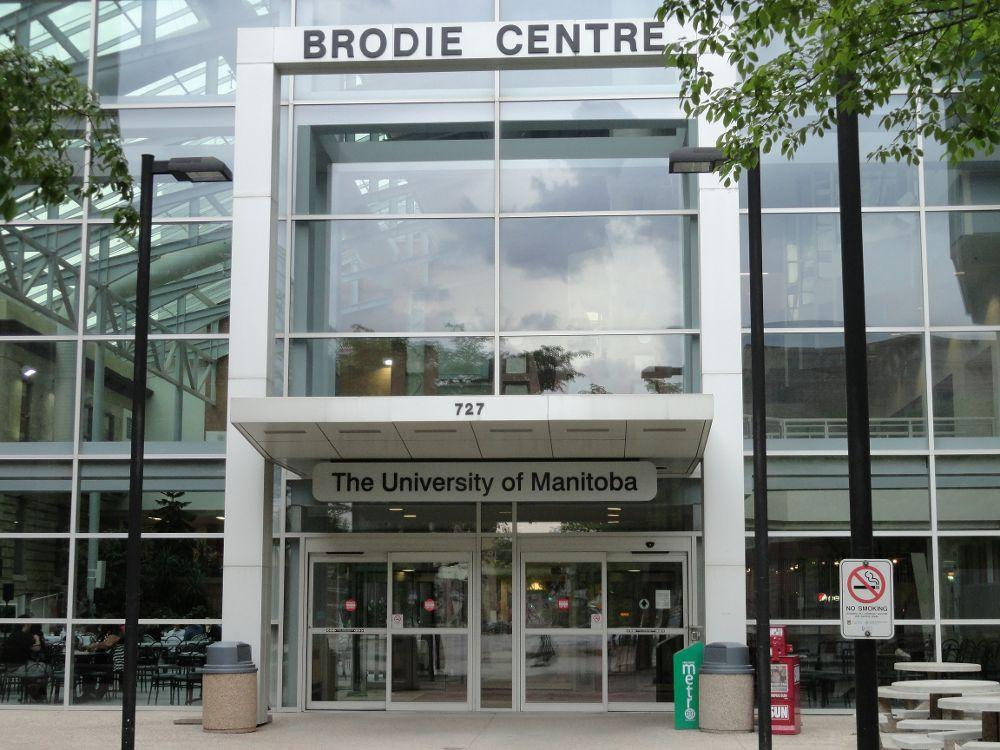 BRODIE CENTRE
727
The University of Manitoba
NO SMOKING
metro
SUN